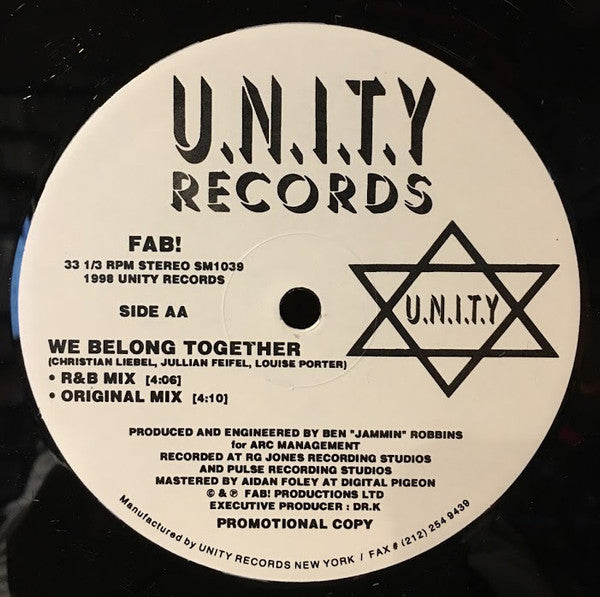 U.N.I.T.Y
RECORDS
FAB!
33 1/3 RPM STEREO SM1039
1998 UNITY RECORDS
SIDE AA
U.N.I.T.Y
WE BELONG TOGETHER
(CHRISTIAN LIEBEL, JULLIAN FEIFEL, LOUISE PORTER)
• R&B MIX [4:06]
• ORIGINAL MIX [4:10]
PRODUCED AND ENGINEERED BY BEN "JAMMIN" ROBBINS
for ARC MANAGEMENT
RECORDED AT RG JONES RECORDING STUDIOS
AND PULSE RECORDING STUDIOS
MASTERED BY AIDAN FOLEY AT DIGITAL PIGEON
© & ℗ FAB! PRODUCTIONS LTD
EXECUTIVE PRODUCER : DR.K
PROMOTIONAL COPY
Manufactured by UNITY RECORDS NEW YORK / FAX # (212) 254 9439